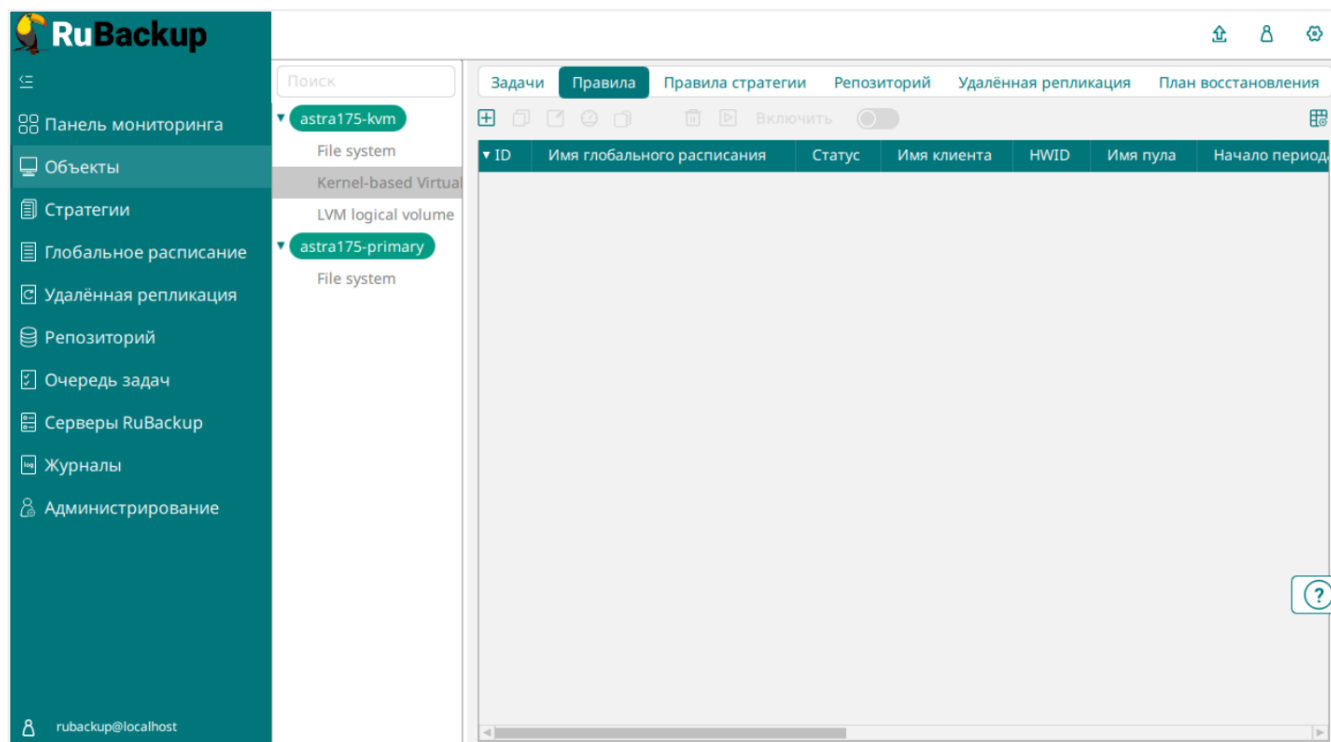 RuBackup
Панель мониторинга
Объекты
Стратегии
Глобальное расписание
Удалённая репликация
Репозиторий
Очередь задач
Серверы RuBackup
log Журналы
Администрирование
rubackup@localhost
Поиск
astra175-kvm
File system
Kernel-based Virtual
LVM logical volume
astra175-primary
File system
Задачи Правила Правила стратегии Репозиторий Удалённая репликация План восстановления
Включить
ID Имя глобального расписания Статус Имя клиента HWID Имя пула Начало период
?